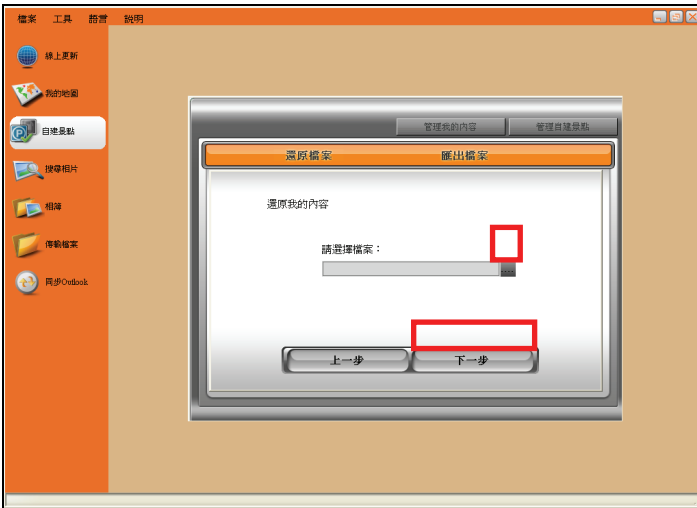 檔案 工具 語言 說明
線上更新
我的地圖
自建景點
搜尋相片
相簿
傳輸檔案
同步Outlook
管理我的內容 管理自建景點
還原檔案 匯出檔案
還原我的內容
請選擇檔案：
....
上一步 下一步